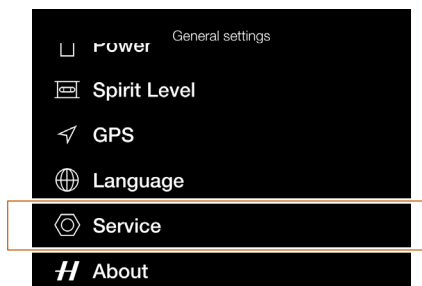 General settings
Power
Spirit Level
GPS
Language
Service
About